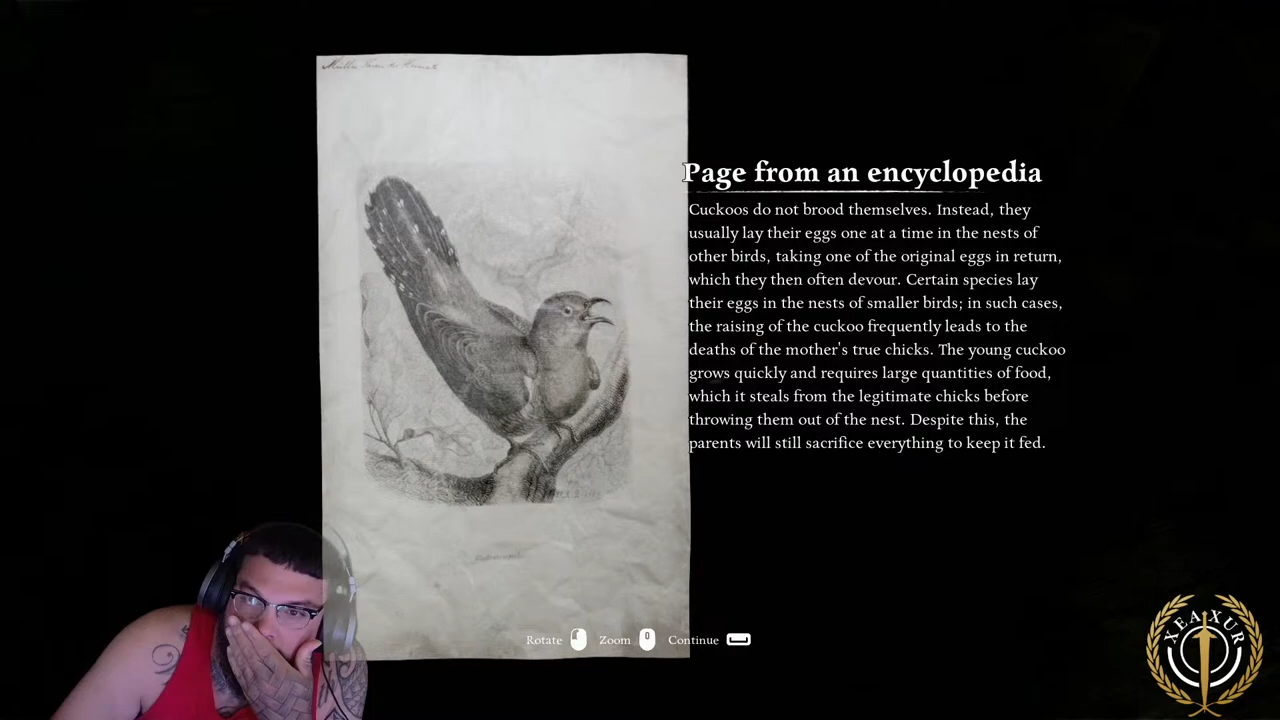 Page from an encyclopedia
Cuckoos do not brood themselves. Instead, they
usually lay their eggs one at a time in the nests of
other birds, taking one of the original eggs in return,
which they then often devour. Certain species lay
their eggs in the nests of smaller birds; in such cases,
the raising of the cuckoo frequently leads to the
deaths of the mother's true chicks. The young cuckoo
grows quickly and requires large quantities of food,
which it steals from the legitimate chicks before
throwing them out of the nest. Despite this, the
parents will still sacrifice everything to keep it fed.
Rotate Zoom 0 Continue
XEAXUR